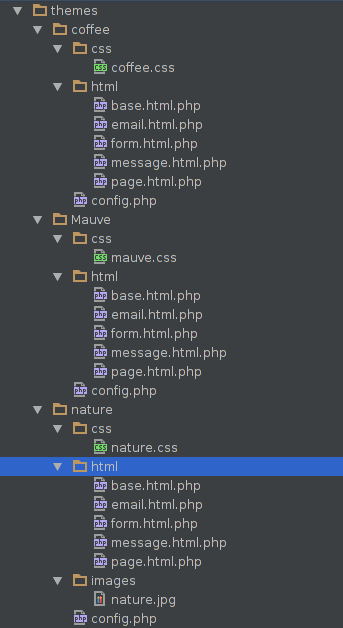 themes
coffee
css
coffee.css
html
base.html.php
email.html.php
form.html.php
message.html.php
page.html.php
config.php
Mauve
css
mauve.css
html
base.html.php
email.html.php
form.html.php
message.html.php
page.html.php
config.php
nature
css
nature.css
html
base.html.php
email.html.php
form.html.php
message.html.php
page.html.php
images
nature.jpg
config.php